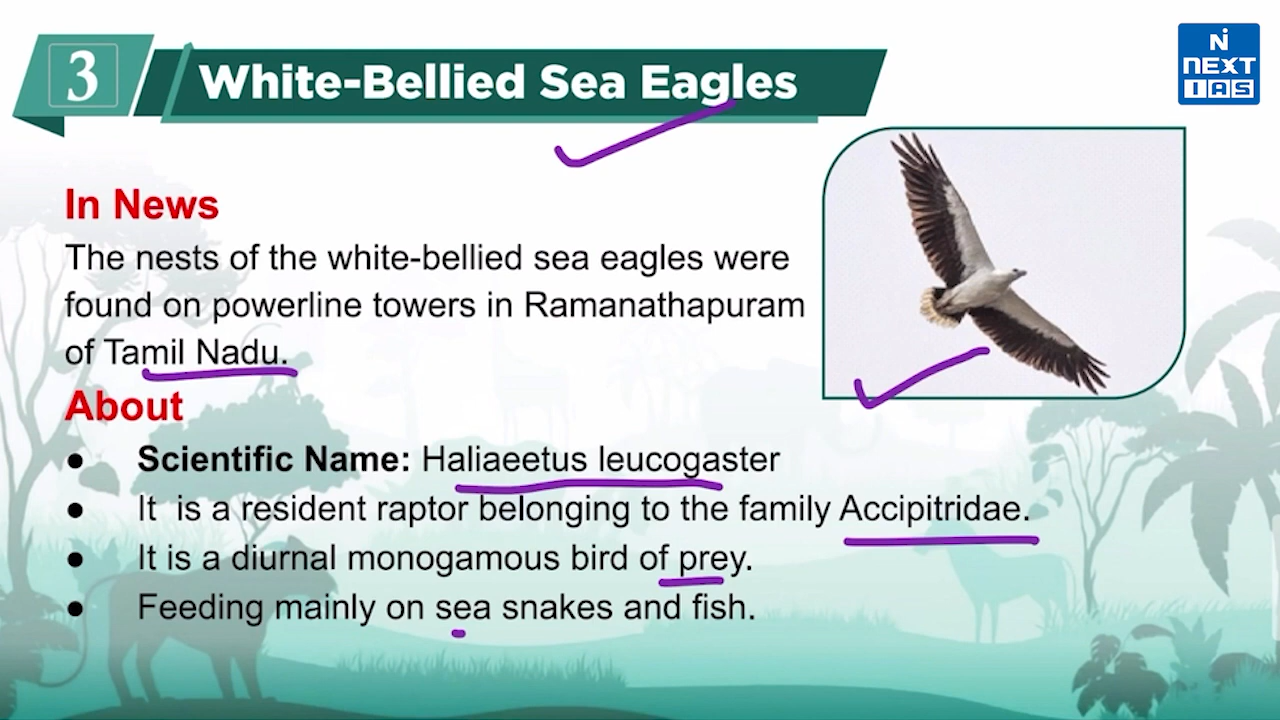 3
White-Bellied Sea Eagles
NEXT
IAS
In News
The nests of the white-bellied sea eagles were
found on powerline towers in Ramanathapuram
of Tamil Nadu.
About
● Scientific Name: Haliaeetus leucogaster
● It is a resident raptor belonging to the family Accipitridae.
● It is a diurnal monogamous bird of prey.
● Feeding mainly on sea snakes and fish.